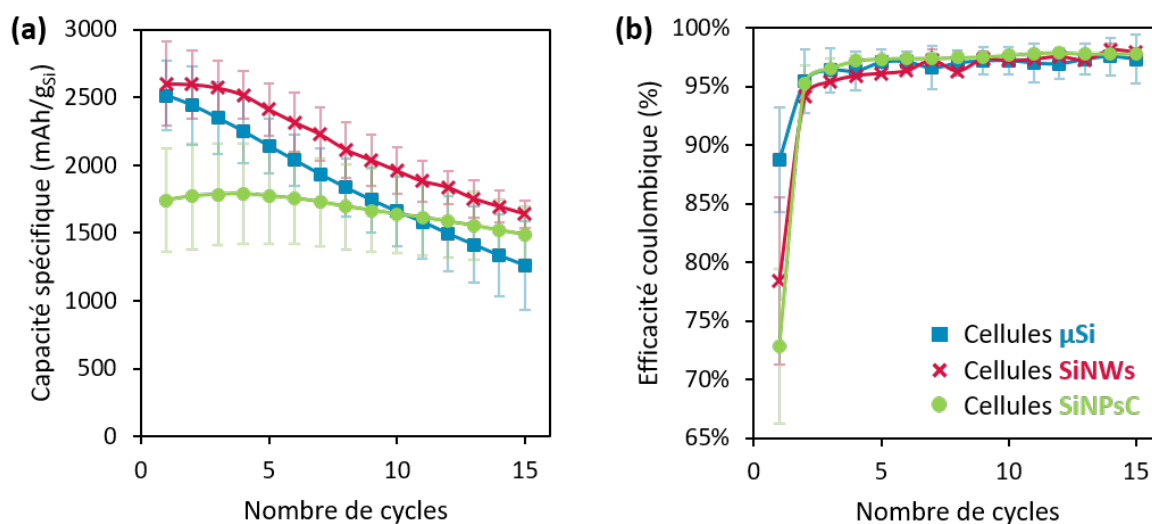 (a)
Capacité spécifique (mAh/gSi)
3000
2500
2000
1500
1000
500
0
0 5 10 15
Nombre de cycles
(b)
Efficacité coulombique (%)
100%
95%
90%
85%
80%
75%
70%
65%
Cellules µSi
Cellules SiNWs
Cellules SiNPsC
0 5 10 15
Nombre de cycles